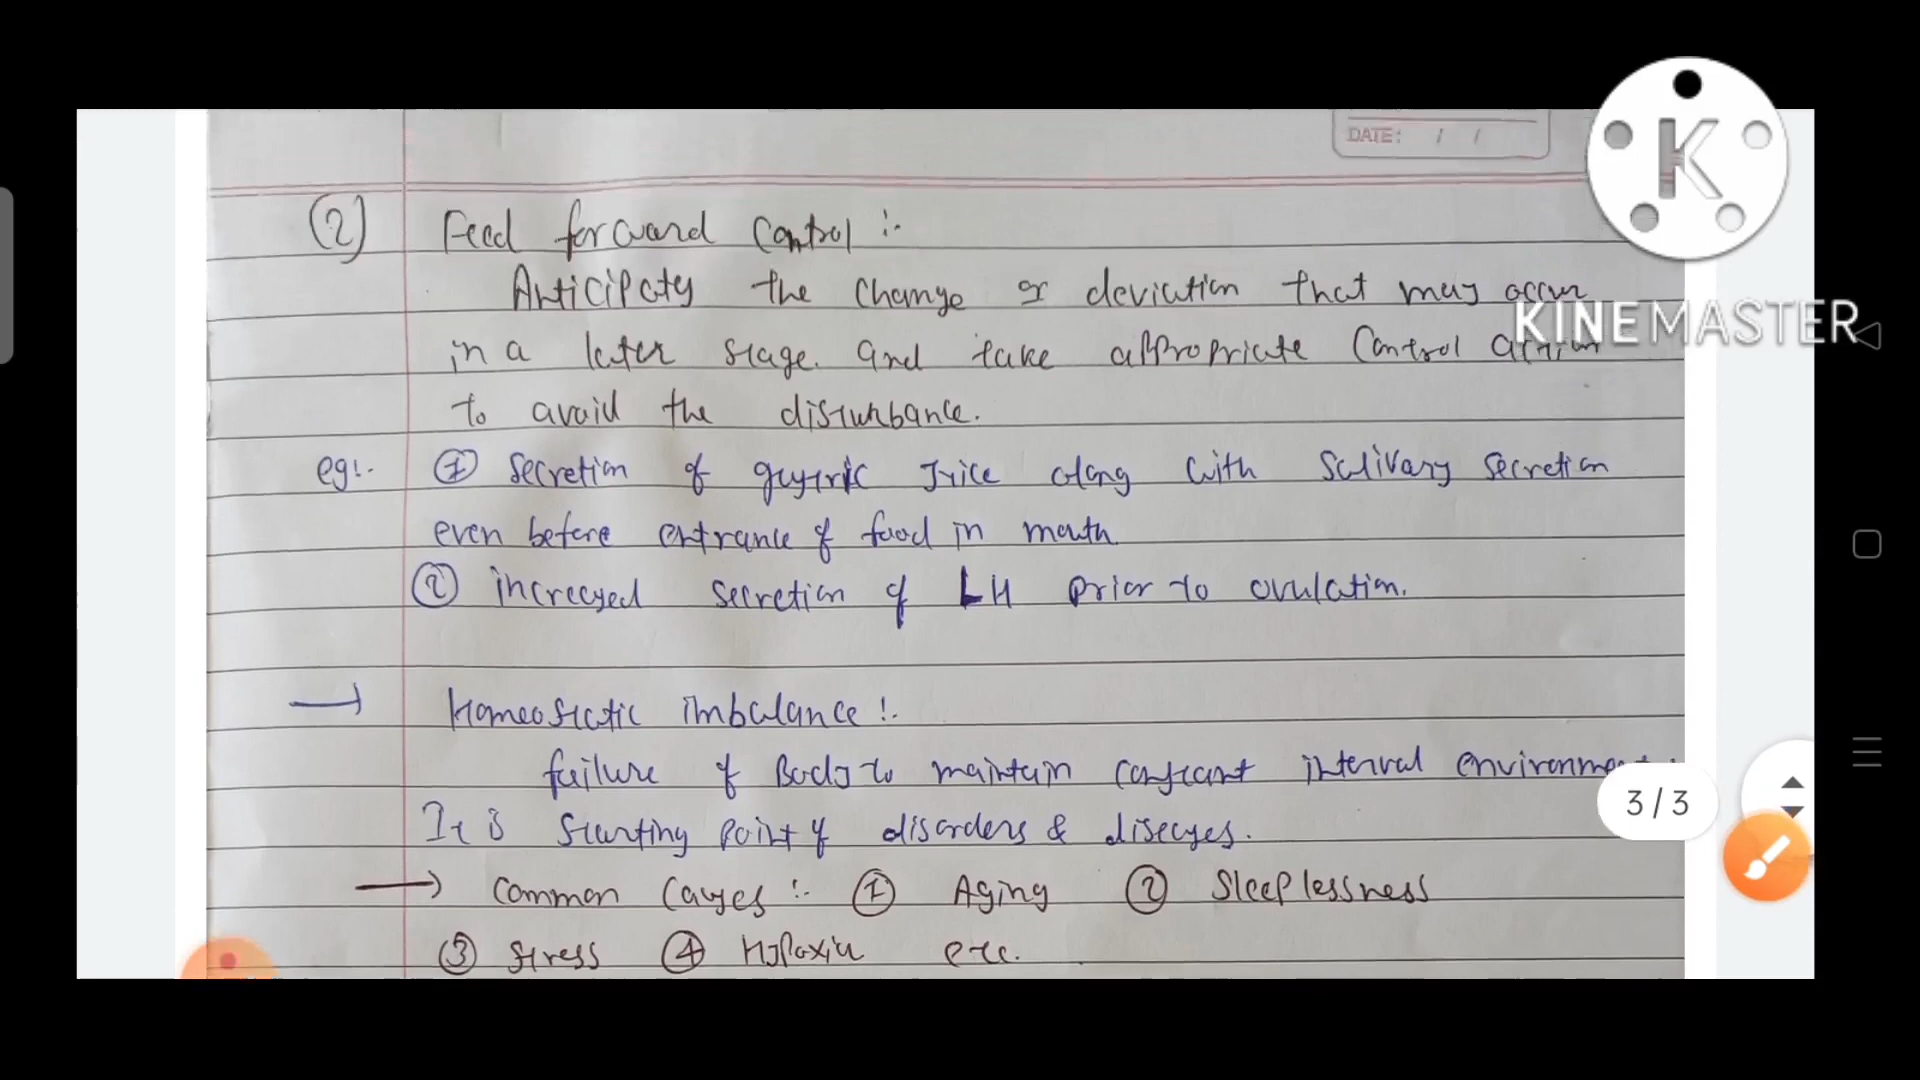 DATE: / /
K
(2) Feed forward Control :-
Anticipates the change or deviation that may occur
KINEMASTER
in a later stage. and take appropriate Control action
to avoid the disturbance.
eg:- ① Secretion of gastric Juice along with Salivary Secretion
even before entrance of food in mouth
② increased secretion of LH prior to ovulation.
→ Homeostatic imbalance :-
failure of Body to maintain constant internal environment
3/3
It is starting point of disorders & diseases.
→ Common Causes :- ① Aging ② Sleeplessness
③ Stress ④ Hypoxia etc.